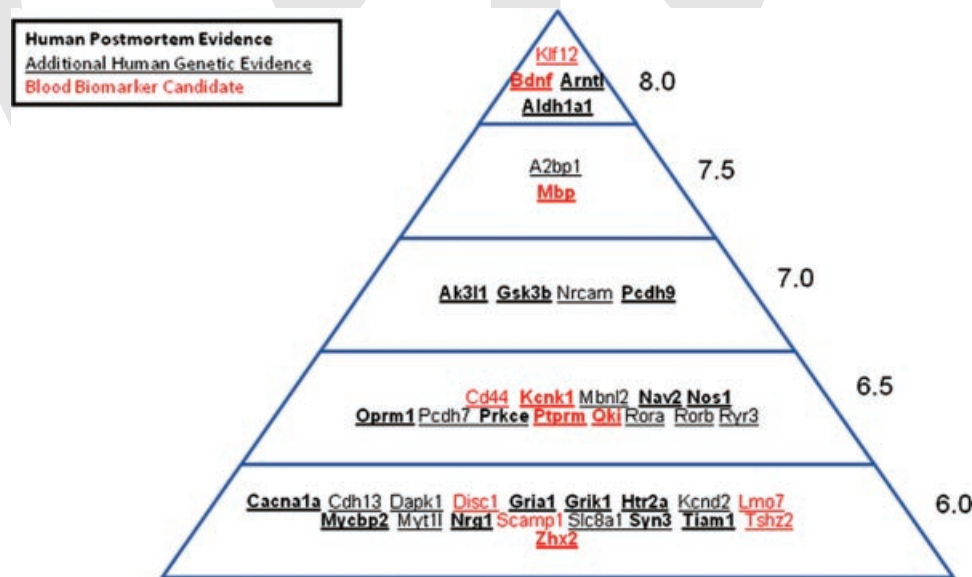 Human Postmortem Evidence
Additional Human Genetic Evidence
Blood Biomarker Candidate
Klf12
Bdnf Arntl
Aldh1a1
8.0
A2bp1
Mbp
7.5
Ak3l1 Gsk3b Nrcam Pcdh9
7.0
Cd44 Kcnk1 Mbnl2 Nav2 Nos1
Oprm1 Pcdh7 Prkce Ptprm Qki Rora Rorb Ryr3
6.5
Cacna1a Cdh13 Dapk1 Disc1 Gria1 Grik1 Htr2a Kcnd2 Lmo7
Mycbp2 Myt1l Nrg1 Scamp1 Slc8a1 Syn3 Tiam1 Tshz2
Zhx2
6.0